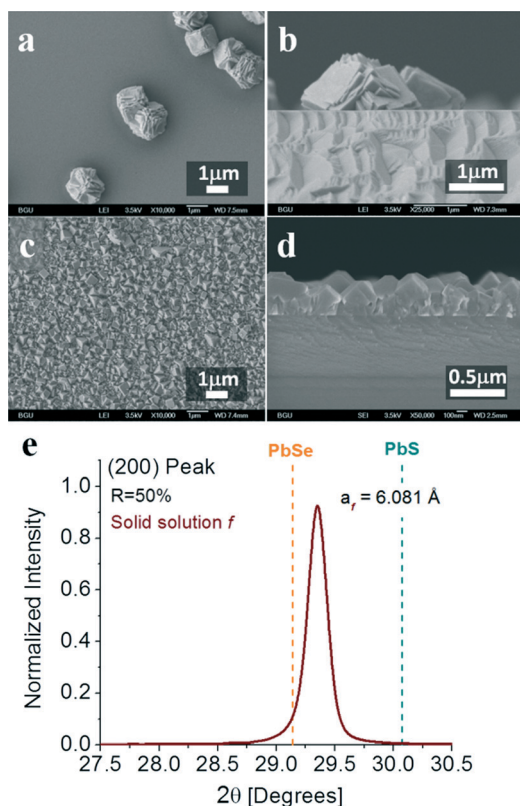 a
1μm
BGU LEI 3.5kV X10,000 1μm WD 7.5mm
b
1μm
BGU LEI 3.5kV X25,000 1μm WD 7.3mm
c
1μm
BGU LEI 3.5kV X10,000 1μm WD 7.4mm
d
0.5μm
BGU SEI 3.5kV X50,000 100nm WD 2.5mm
e
PbSe
PbS
(200) Peak
R=50%
Solid solution f
a_f = 6.081 Å
Normalized Intensity
1.0
0.8
0.6
0.4
0.2
0.0
27.5 28.0 28.5 29.0 29.5 30.0 30.5
2θ [Degrees]